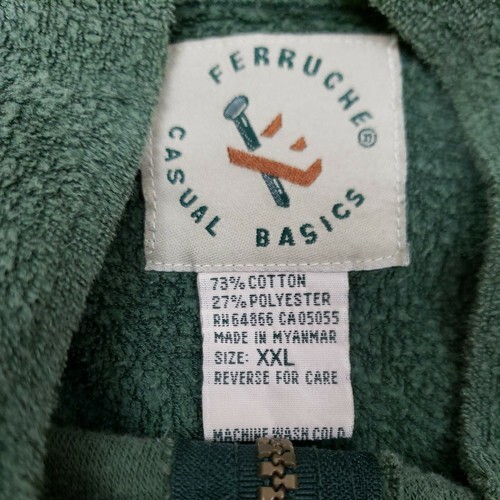 FERRUCHE®
CASUAL BASICS
73% COTTON
27% POLYESTER
RN64866 CA05055
MADE IN MYANMAR
SIZE: XXL
REVERSE FOR CARE
MACHINE WASH COLD